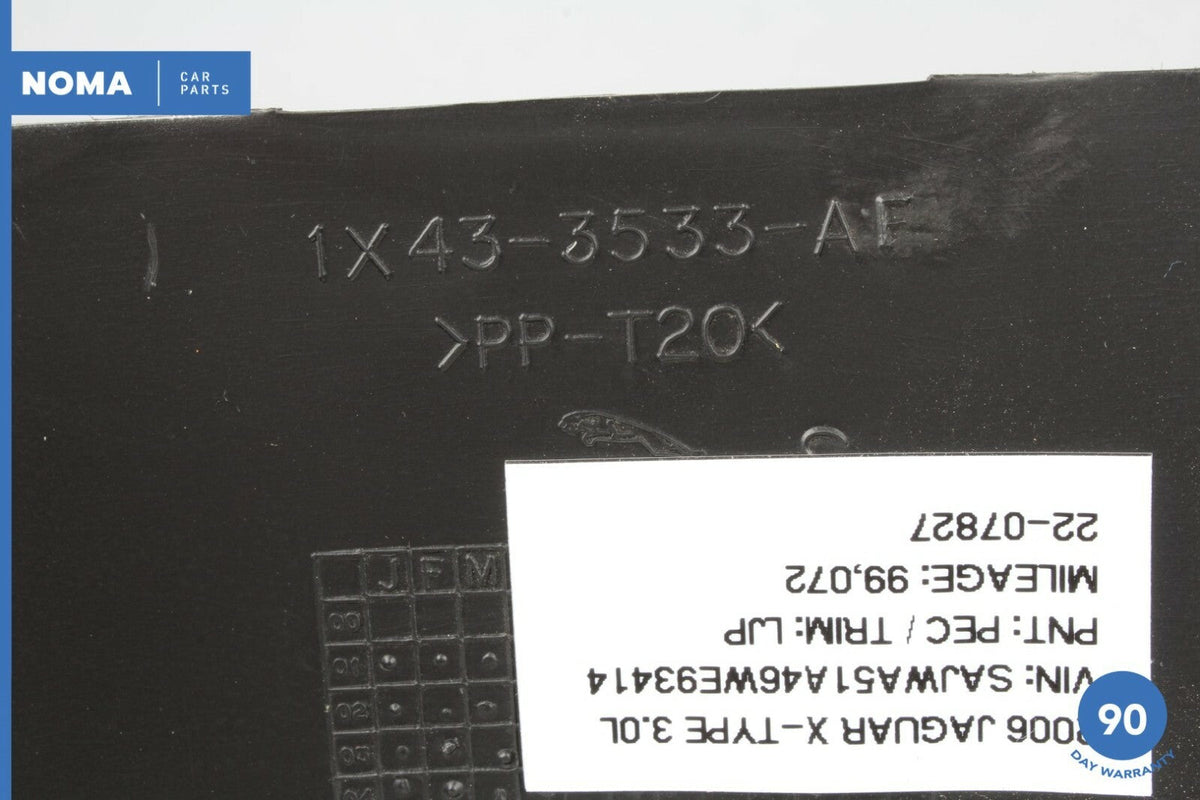 NOMA
CAR
PARTS
1X43-3533-AF
>PP-T20<
J F M
00
01
02
03
2006 JAGUAR X-TYPE 3.0L
VIN: SAJWA51A46WE93414
PNT: PEC / TRIM: LJP
MILEAGE: 99,072
22-07827
90
DAY WARRANTY